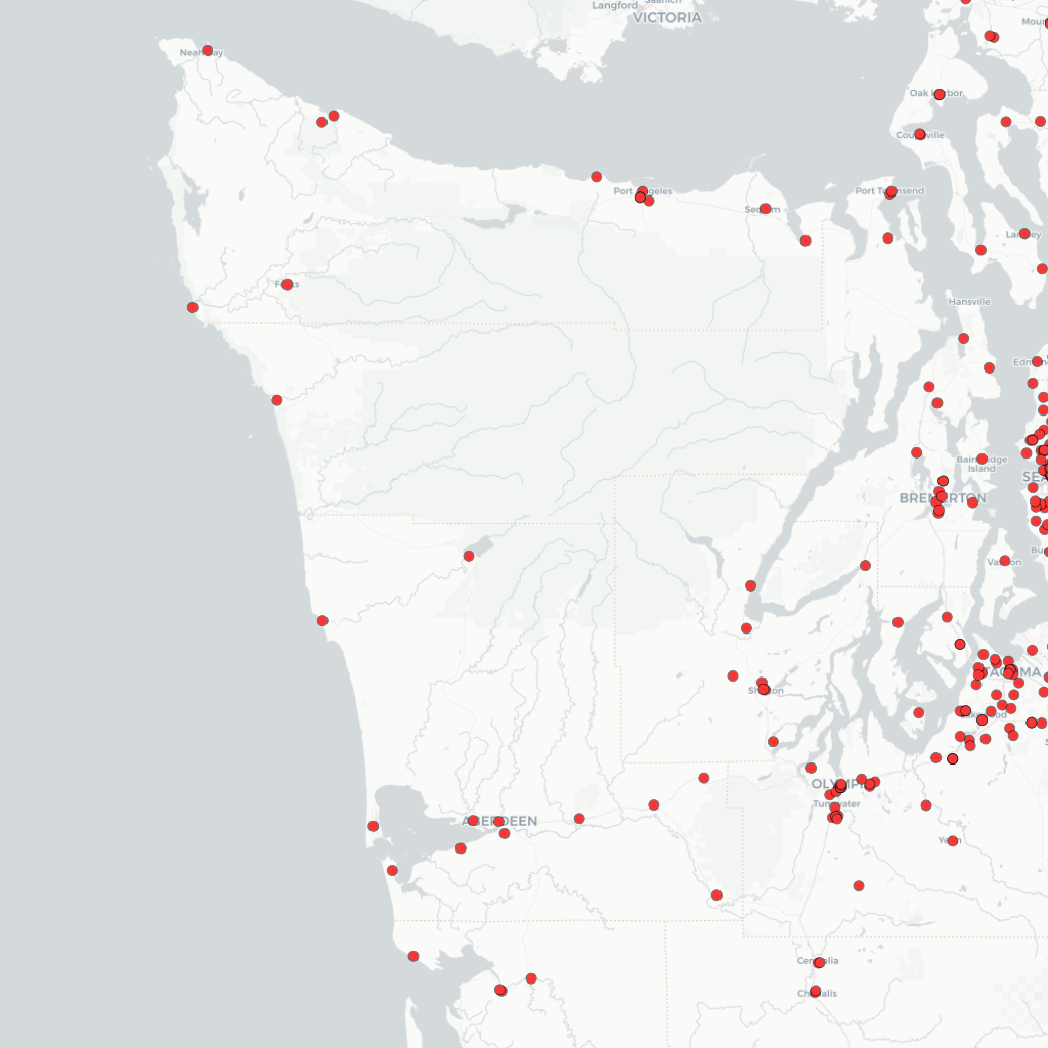 Saanich
Langford
VICTORIA
Moun
Neah Bay
Oak Harbor
Coupeville
Port Angeles
Port Townsend
Sequim
Langley
Forks
Hansville
Edmonds
Bainbridge
Island
SEA
BREMERTON
Bu
Vashon
TACOMA
Shelton
Lakewood
OLYMPIA
Tumwater
ABERDEEN
Yelm
Centralia
Chehalis